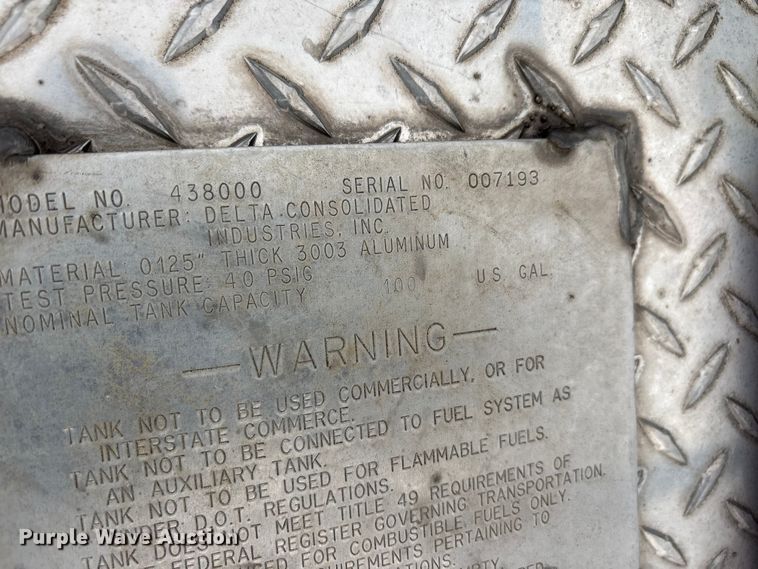 MODEL NO. 438000 SERIAL NO. 007193
MANUFACTURER: DELTA CONSOLIDATED
INDUSTRIES, INC.
MATERIAL 0.125" THICK 3003 ALUMINUM
TEST PRESSURE 40 PSIG
NOMINAL TANK CAPACITY 100 U S GAL.
—WARNING—
TANK NOT TO BE USED COMMERCIALLY, OR FOR
INTERSTATE COMMERCE.
TANK NOT TO BE CONNECTED TO FUEL SYSTEM AS
AN AUXILIARY TANK.
TANK NOT TO BE USED FOR FLAMMABLE FUELS.
UNDER D.O.T. REGULATIONS.
TANK DOES NOT MEET TITLE 49 REQUIREMENTS OF
FEDERAL REGISTER GOVERNING TRANSPORTATION.
USED FOR COMBUSTIBLE FUELS ONLY.
REQUIREMENTS PERTAINING TO
Purple Wave Auction